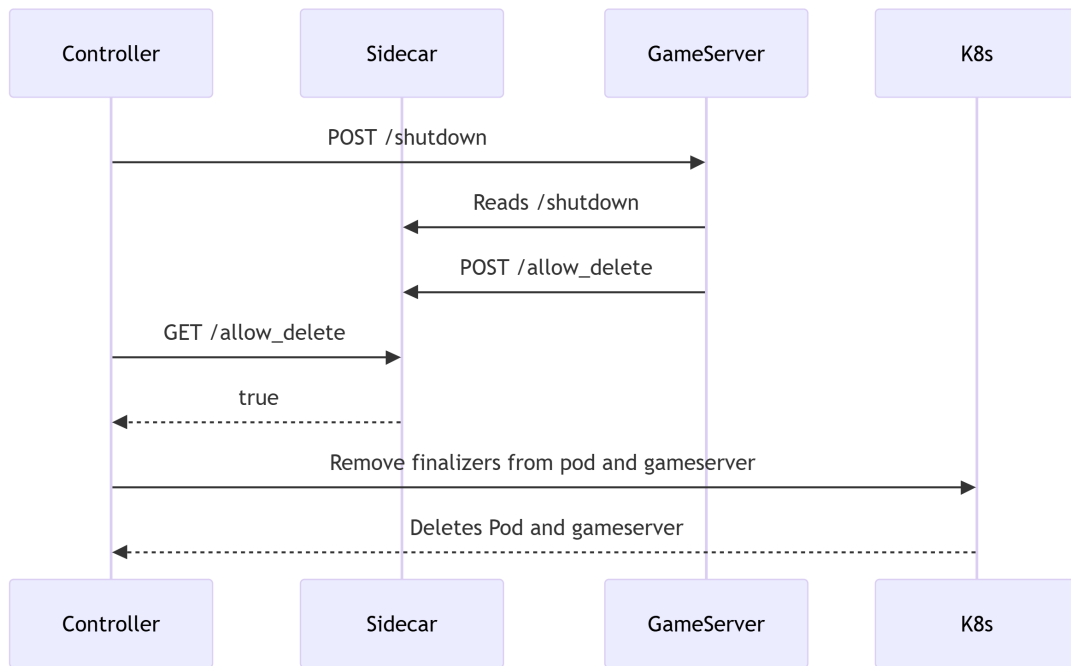 Controller
Sidecar
GameServer
K8s
POST /shutdown
Reads /shutdown
POST /allow_delete
GET /allow_delete
true
Remove finalizers from pod and gameserver
Deletes Pod and gameserver
Controller
Sidecar
GameServer
K8s